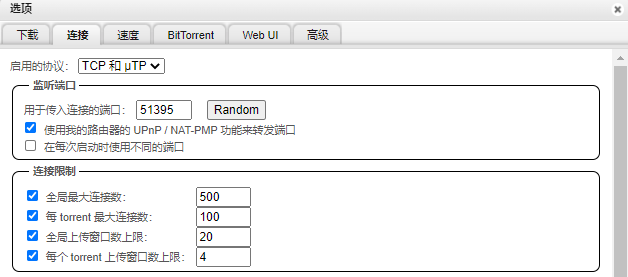 选项
下载 连接 速度 BitTorrent Web UI 高级
启用的协议: TCP 和 μTP
监听端口
用于传入连接的端口: 51395 Random
使用我的路由器的 UPnP / NAT-PMP 功能来转发端口
在每次启动时使用不同的端口
连接限制
全局最大连接数: 500
每 torrent 最大连接数: 100
全局上传窗口数上限: 20
每个 torrent 上传窗口数上限: 4